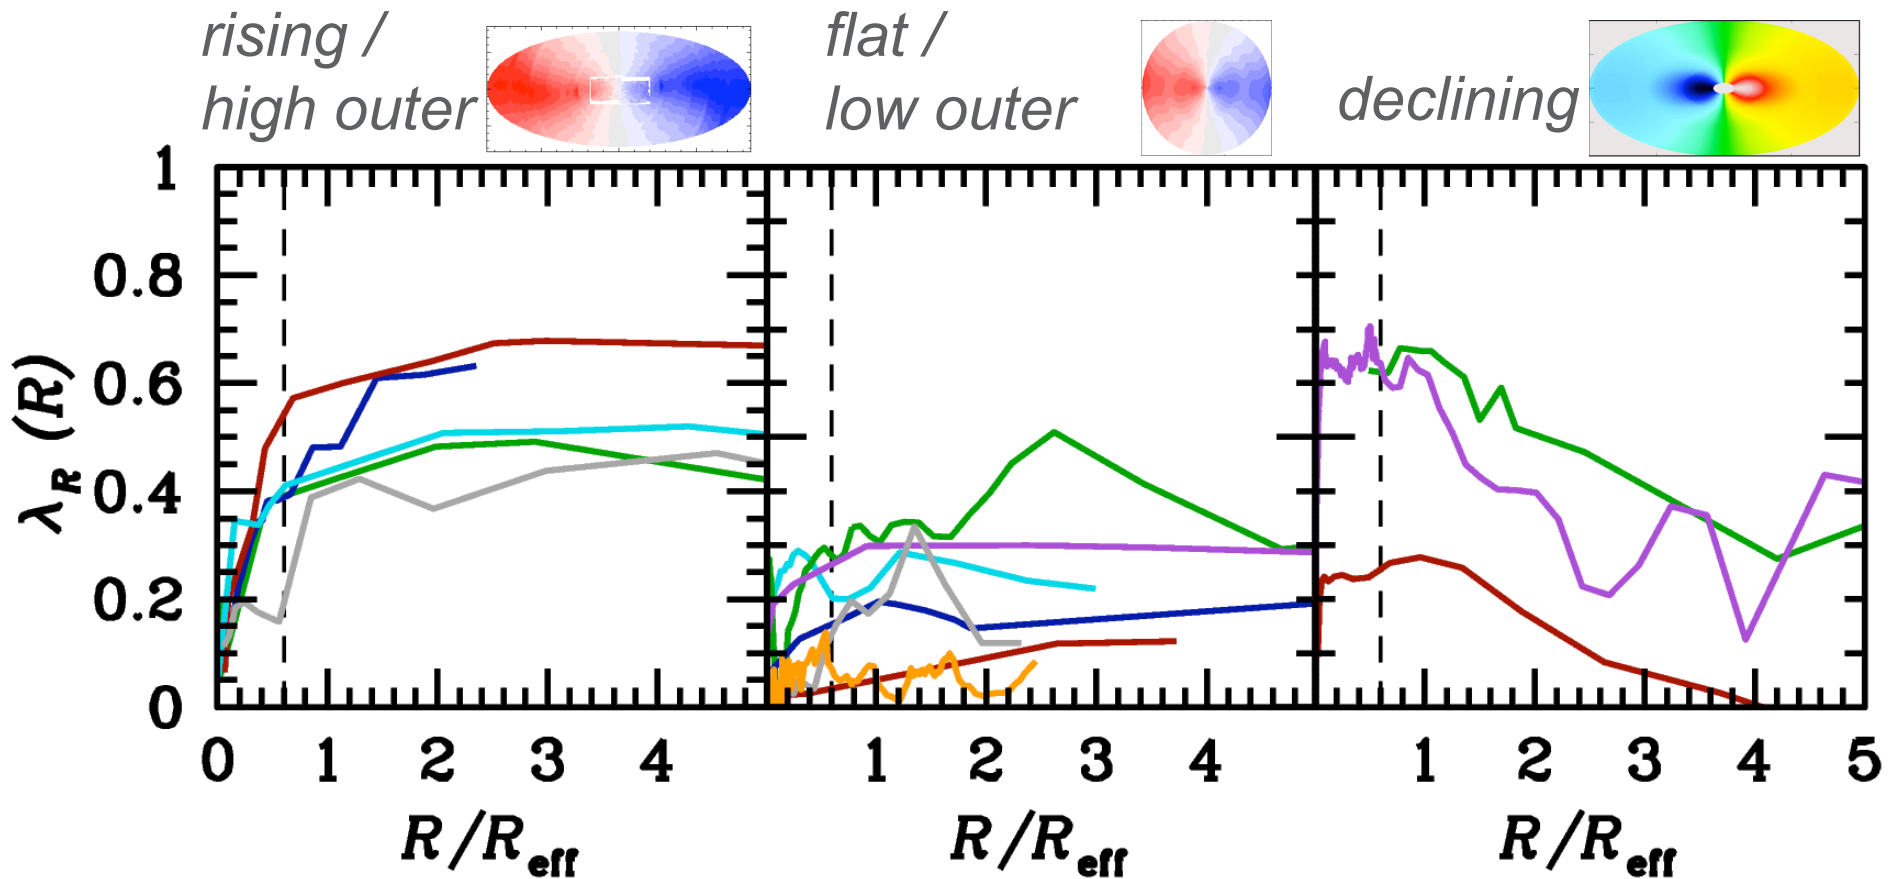 rising /
high outer
flat /
low outer
declining
1
0.8
0.6
0.4
0.2
0
λR (R)
0 1 2 3 4
1 2 3 4
1 2 3 4 5
R/Reff
R/Reff
R/Reff